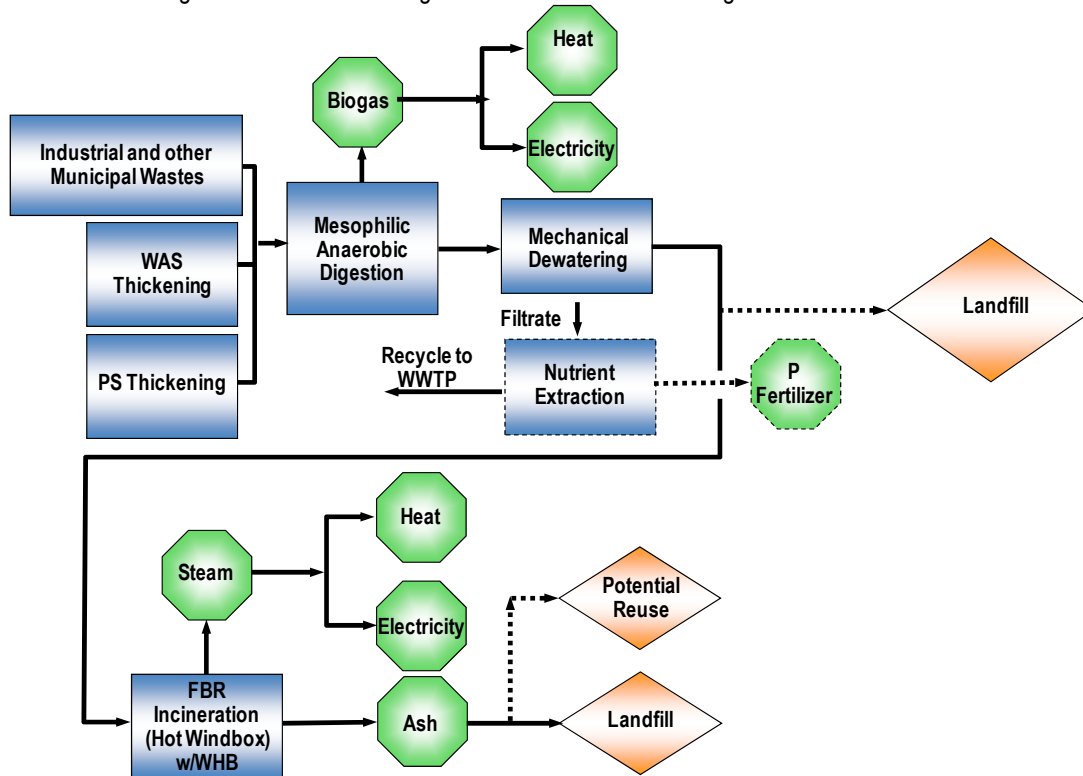 Heat
Biogas
Electricity
Industrial and other
Municipal Wastes
WAS
Thickening
PS Thickening
Mesophilic
Anaerobic
Digestion
Mechanical
Dewatering
Landfill
Filtrate
Recycle to
WWTP
Nutrient
Extraction
P
Fertilizer
Heat
Steam
Electricity
Potential
Reuse
FBR
Incineration
(Hot Windbox)
w/WHB
Ash
Landfill